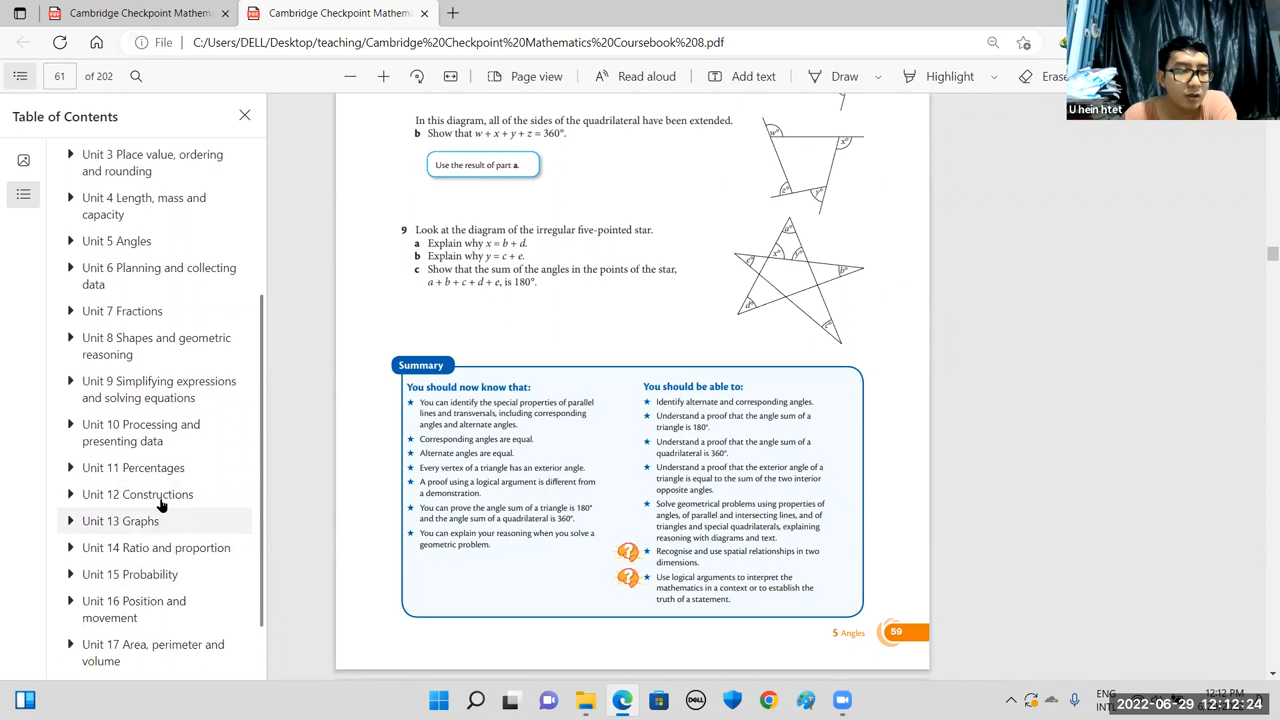 Cambridge Checkpoint Mathema
Cambridge Checkpoint Mathema
File
C:/Users/DELL/Desktop/teaching/Cambridge%20Checkpoint%20Mathematics%20Coursebook%208.pdf
61
of 202
Page view
Read aloud
Add text
Draw
Highlight
Erase
U hein htet
Table of Contents
Unit 3 Place value, ordering
and rounding
Unit 4 Length, mass and
capacity
Unit 5 Angles
Unit 6 Planning and collecting
data
Unit 7 Fractions
Unit 8 Shapes and geometric
reasoning
Unit 9 Simplifying expressions
and solving equations
Unit 10 Processing and
presenting data
Unit 11 Percentages
Unit 12 Constructions
Unit 13 Graphs
Unit 14 Ratio and proportion
Unit 15 Probability
Unit 16 Position and
movement
Unit 17 Area, perimeter and
volume
In this diagram, all of the sides of the quadrilateral have been extended.
b Show that w + x + y + z = 360°.
Use the result of part a.
w°
x°
z°
y°
9 Look at the diagram of the irregular five-pointed star.
a Explain why x = b + d.
b Explain why y = c + e.
c Show that the sum of the angles in the points of the star,
a + b + c + d + e, is 180°.
a°
x°
y°
b°
d°
Summary
You should now know that:
★ You can identify the special properties of parallel
lines and transversals, including corresponding
angles and alternate angles.
★ Corresponding angles are equal.
★ Alternate angles are equal.
★ Every vertex of a triangle has an exterior angle.
★ A proof using a logical argument is different from
a demonstration.
★ You can prove the angle sum of a triangle is 180°
and the angle sum of a quadrilateral is 360°.
★ You can explain your reasoning when you solve a
geometric problem.
You should be able to:
★ Identify alternate and corresponding angles.
★ Understand a proof that the angle sum of a
triangle is 180°.
★ Understand a proof that the angle sum of a
quadrilateral is 360°.
★ Understand a proof that the exterior angle of a
triangle is equal to the sum of the two interior
opposite angles.
★ Solve geometrical problems using properties of
angles, of parallel and intersecting lines, and of
triangles and special quadrilaterals, explaining
reasoning with diagrams and text.
★ Recognise and use spatial relationships in two
dimensions.
★ Use logical arguments to interpret the
mathematics in a context or to establish the
truth of a statement.
5 Angles
59
DELL
ENG
INTL
12:12 PM
2022-06-29 12:12:24